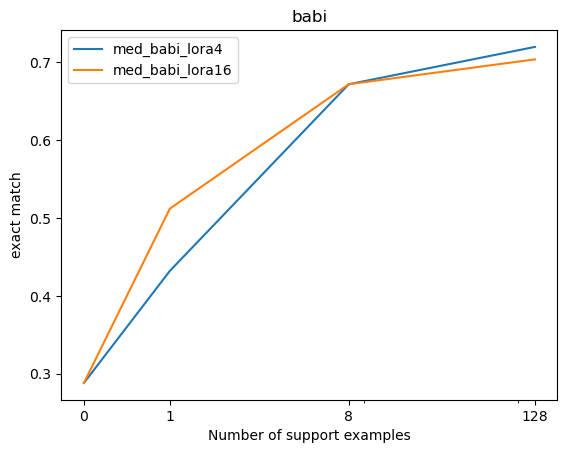 babi
med_babi_lora4
med_babi_lora16
exact match
0.7
0.6
0.5
0.4
0.3
0 1 8 128
Number of support examples